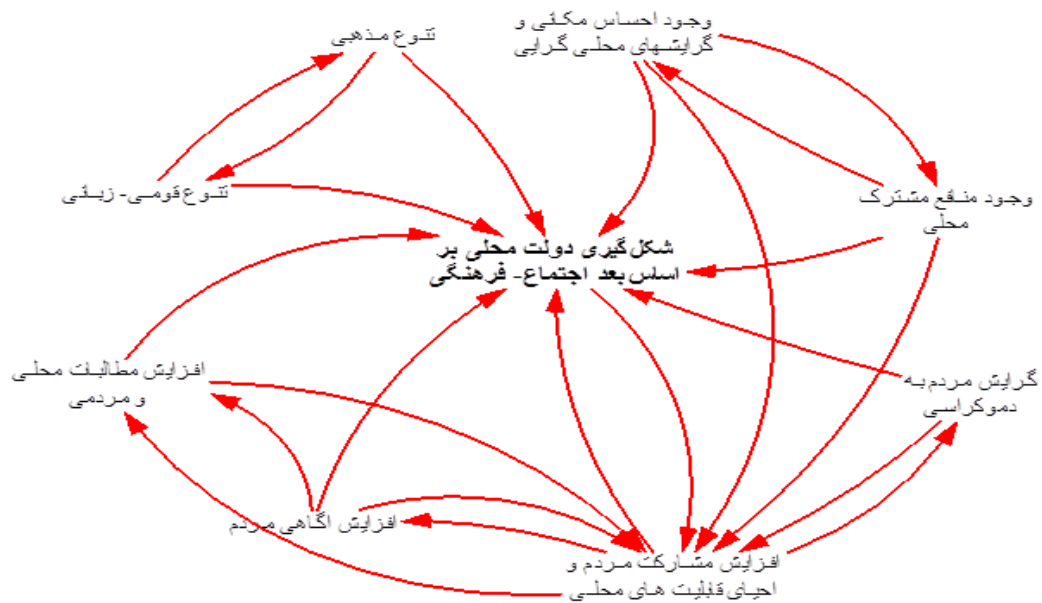 وجود احساس مکانی و
گرایشهای محلی گرایی
تنوع مذهبی
وجود منافع مشترک
محلی
تنوع قومی- زبانی
شکل‌گیری دولت محلی بر
اساس بعد اجتماع- فرهنگی
گرایش مردم به
دموکراسی
افزایش مطالبات محلی
و مردمی
افزایش آگاهی مردم
افزایش مشارکت مردم و
احیای قابلیت های محلی